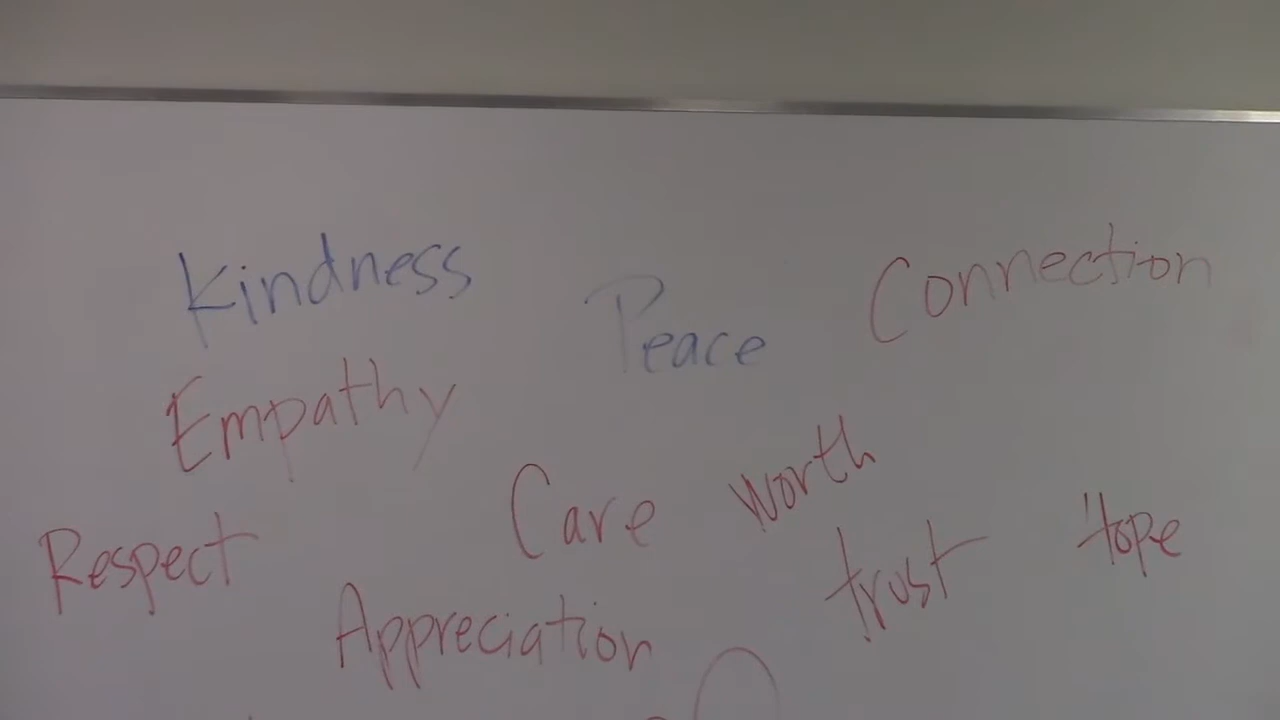 Kindness
Peace
Connection
Empathy
Care
worth
Respect
trust
Hope
Appreciation